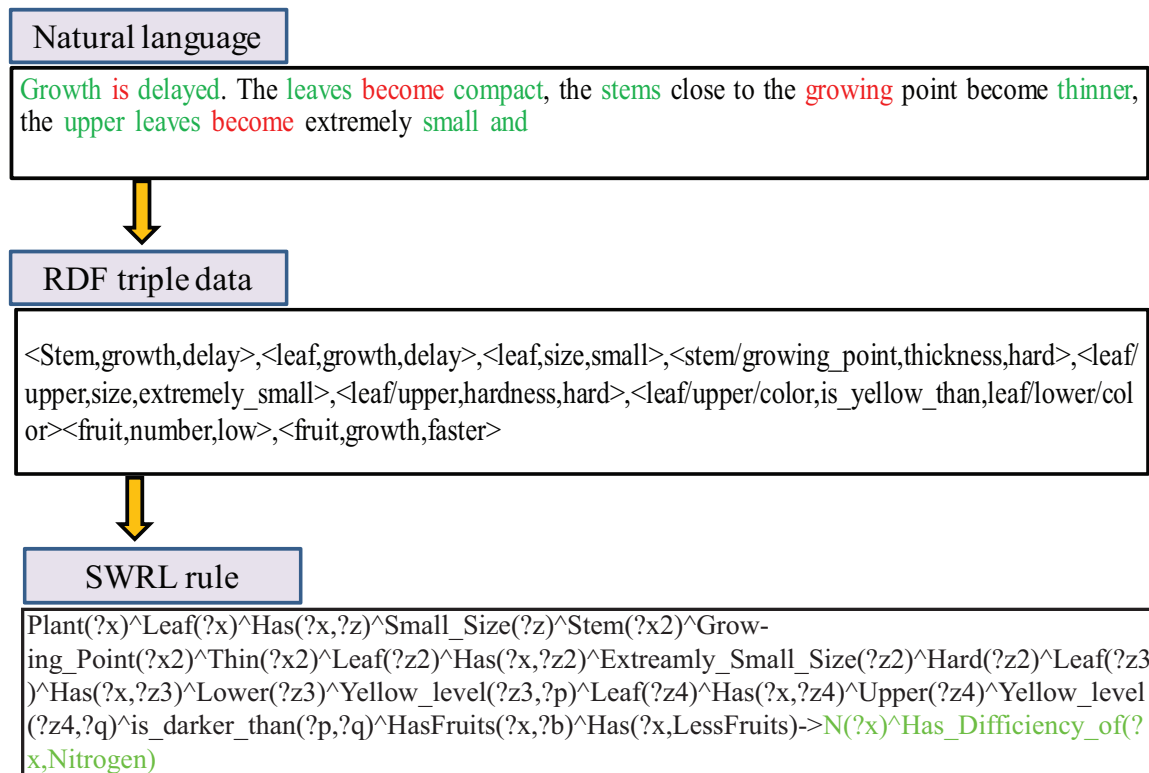 Natural language
Growth is delayed. The leaves become compact, the stems close to the growing point become thinner,
the upper leaves become extremely small and
RDF triple data
<Stem,growth,delay>,<leaf,growth,delay>,<leaf,size,small>,<stem/growing_point,thickness,hard>,<leaf/
upper,size,extremely_small>,<leaf/upper,hardness,hard>,<leaf/upper/color,is_yellow_than,leaf/lower/col
or><fruit,number,low>,<fruit,growth,faster>
SWRL rule
Plant(?x)^Leaf(?x)^Has(?x,?z)^Small_Size(?z)^Stem(?x2)^Grow-
ing_Point(?x2)^Thin(?x2)^Leaf(?z2)^Has(?x,?z2)^Extreamly_Small_Size(?z2)^Hard(?z2)^Leaf(?z3
)^Has(?x,?z3)^Lower(?z3)^Yellow_level(?z3,?p)^Leaf(?z4)^Has(?x,?z4)^Upper(?z4)^Yellow_level
(?z4,?q)^is_darker_than(?p,?q)^HasFruits(?x,?b)^Has(?x,LessFruits)->N(?x)^Has_Difficiency_of(?
x,Nitrogen)